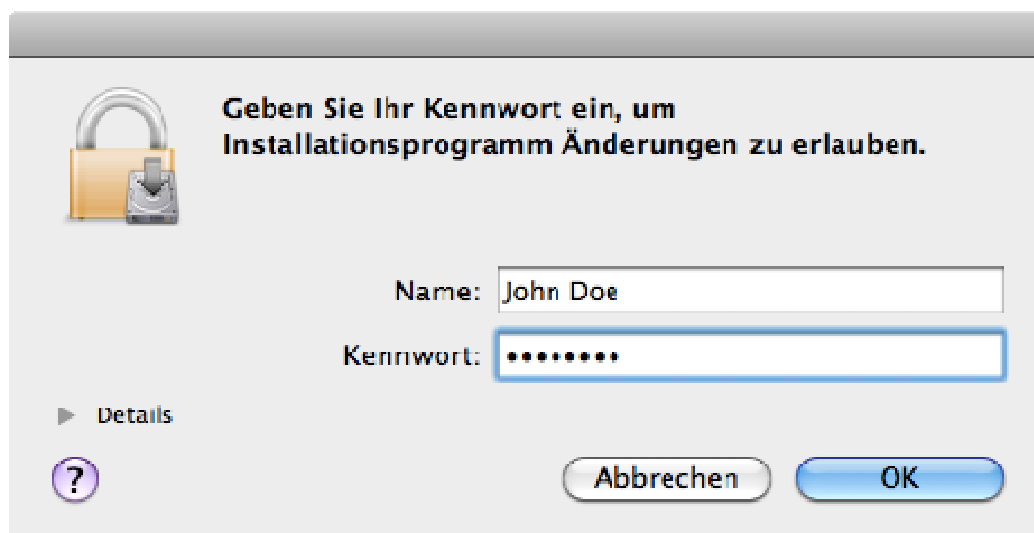 Geben Sie Ihr Kennwort ein, um
Installationsprogramm Änderungen zu erlauben.
Name: John Doe
Kennwort: ••••••••
Details
?
Abbrechen OK